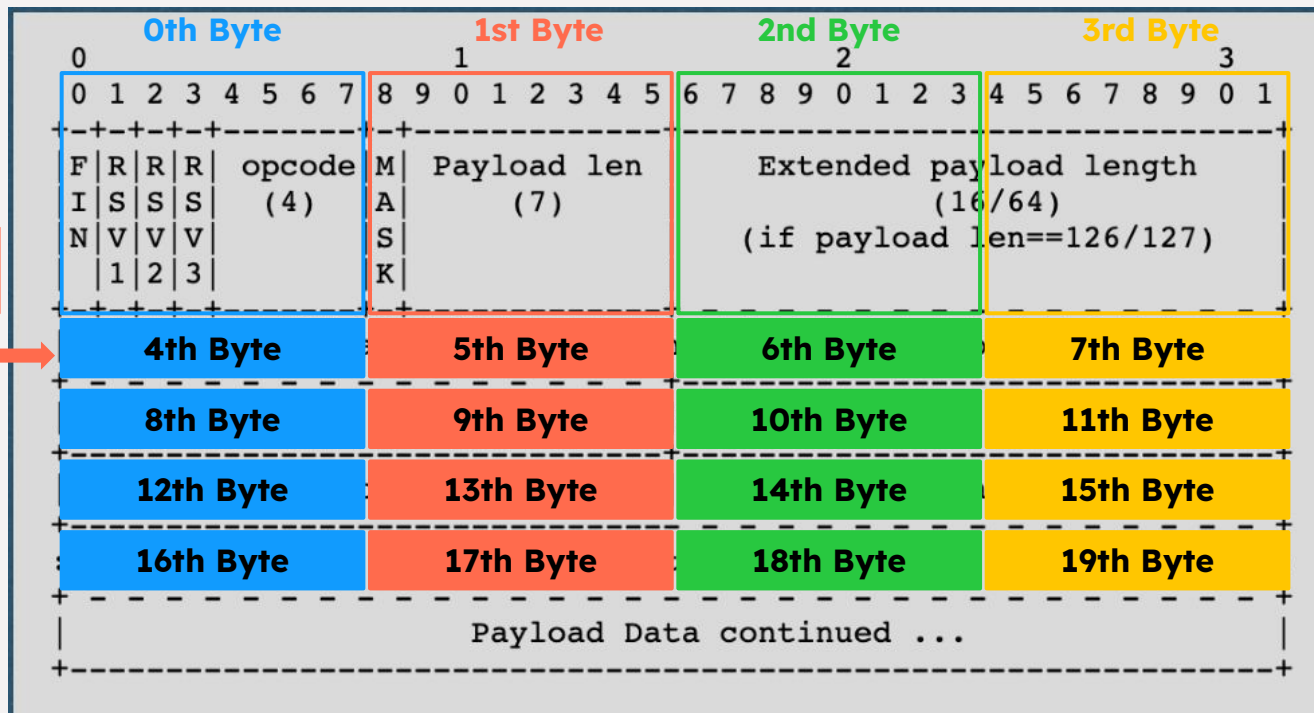 0th Byte 1st Byte 2nd Byte 3rd Byte
0 1 2 3
0 1 2 3 4 5 6 7 8 9 0 1 2 3 4 5 6 7 8 9 0 1 2 3 4 5 6 7 8 9 0 1
+-+-+-+-+-------+-+-------------+-------------------------------+
|F|R|R|R| opcode|M| Payload len | Extended payload length |
|I|S|S|S| (4) |A| (7) | (16/64) |
|N|V|V|V| |S| | (if payload len==126/127) |
| |1|2|3| |K| | |
+-+-+-+-+-------+-+-------------+ - - - - - - - - - - - - - - - +
4th Byte 5th Byte 6th Byte 7th Byte
+ - - - - - - - - - - - - - - - +-------------------------------+
8th Byte 9th Byte 10th Byte 11th Byte
+-------------------------------+-------------------------------+
12th Byte 13th Byte 14th Byte 15th Byte
+-------------------------------- - - - - - - - - - - - - - - - +
16th Byte 17th Byte 18th Byte 19th Byte
+ - - - - - - - - - - - - - - - - - - - - - - - - - - - - - - - +
| Payload Data continued ... |
+---------------------------------------------------------------+